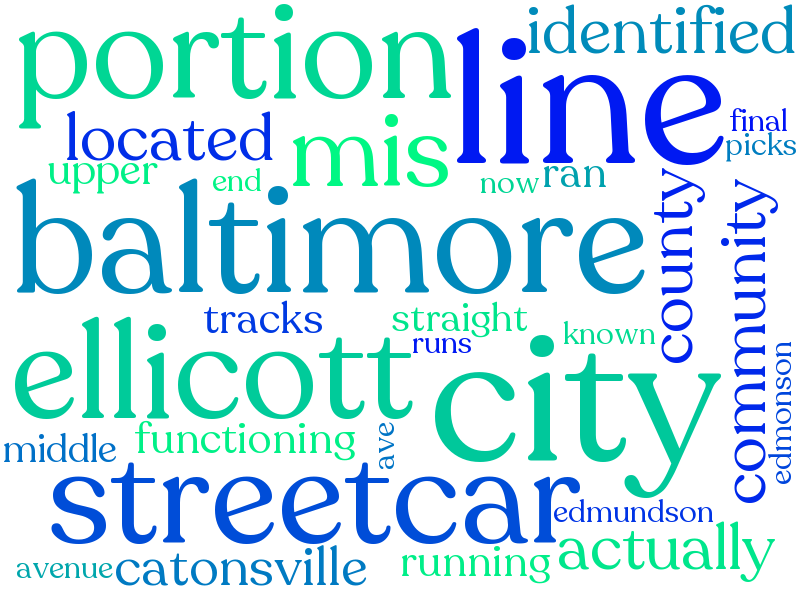 portion
line
identified
final
picks
located
mis
upper
end
now
ran
baltimore
county
community
tracks
straight
runs
known
ellicott
city
edmonson
middle
functioning
ave
streetcar
edmundson
actually
avenue
catonsville
running